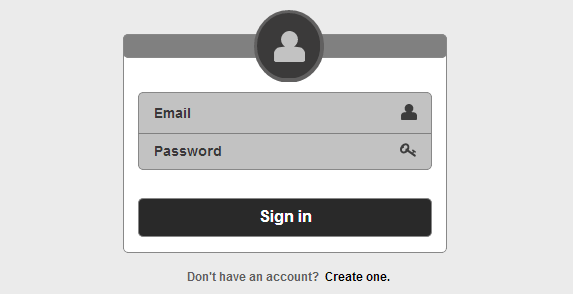 Email
Password
Sign in
Don't have an account? Create one.